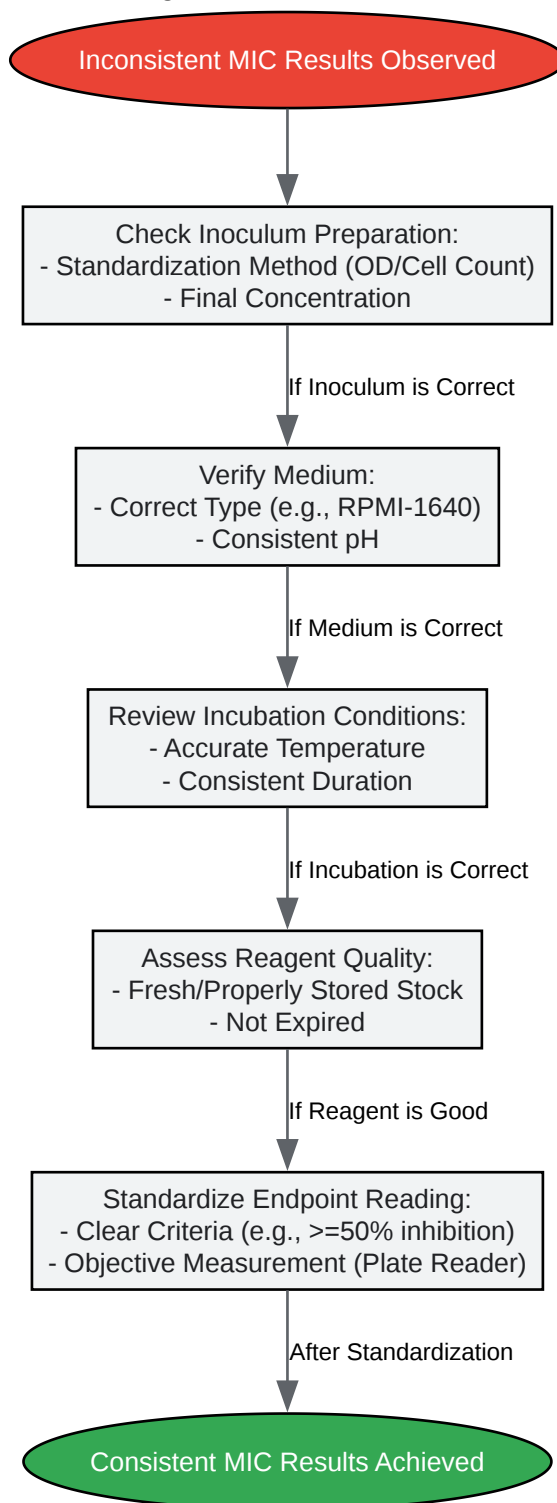 Inconsistent MIC Results Observed
Check Inoculum Preparation:
- Standardization Method (OD/Cell Count)
- Final Concentration
If Inoculum is Correct
Verify Medium:
- Correct Type (e.g., RPMI-1640)
- Consistent pH
If Medium is Correct
Review Incubation Conditions:
- Accurate Temperature
- Consistent Duration
If Incubation is Correct
Assess Reagent Quality:
- Fresh/Properly Stored Stock
- Not Expired
If Reagent is Good
Standardize Endpoint Reading:
- Clear Criteria (e.g., >=50% inhibition)
- Objective Measurement (Plate Reader)
After Standardization
Consistent MIC Results Achieved